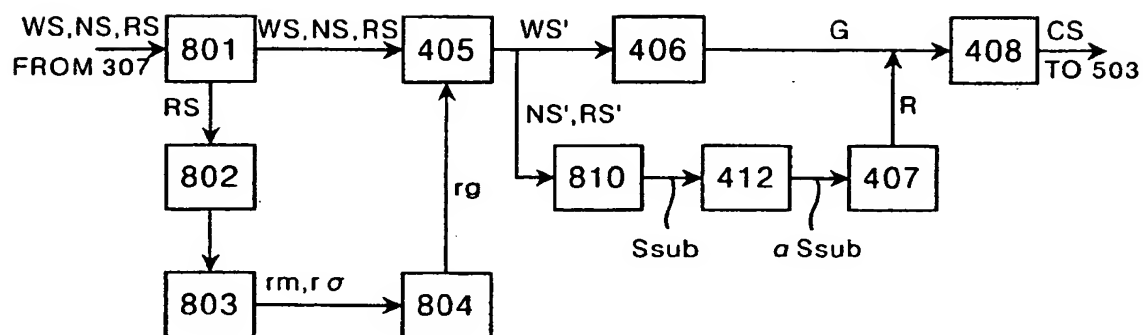 WS,NS,RS
FROM 307
801
WS,NS,RS
405
WS'
406
G
408
CS
TO 503
RS
NS',RS'
R
802
rg
810
412
407
Ssub
a Ssub
803
rm,r σ
804